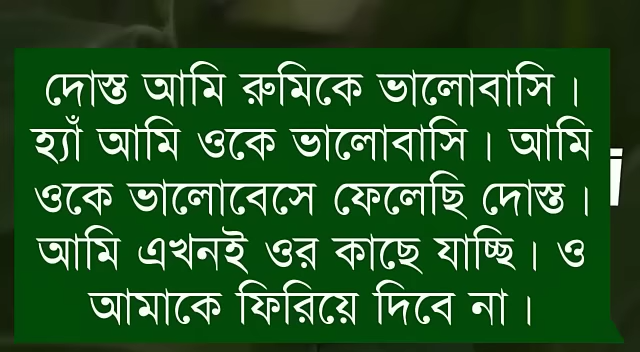 দোস্ত আমি রুমিকে ভালোবাসি।
হ্যাঁ আমি ওকে ভালোবাসি। আমি
ওকে ভালোবেসে ফেলেছি দোস্ত।
আমি এখনই ওর কাছে যাচ্ছি। ও
আমাকে ফিরিয়ে দিবে না।